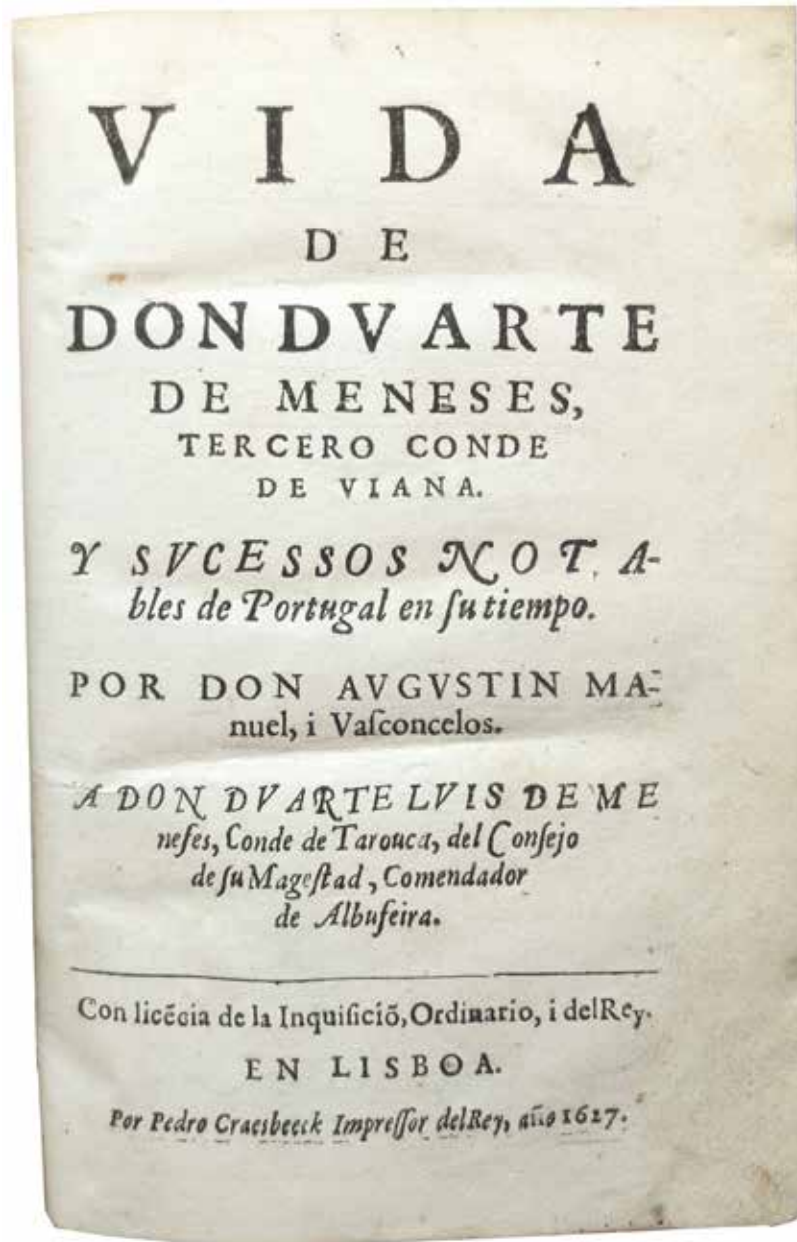 VIDA
DE
DON DVARTE
DE MENESES,
TERCERO CONDE
DE VIANA.
Y SVCESSOS NOTA-
bles de Portugal en ſu tiempo.
POR DON AVGVSTIN MA-
nuel, i Vaſconcelos.
A DON DVARTE LVIS DE ME
neſes, Conde de Tarouca, del Conſejo
de ſu Mageſtad, Comendador
de Albufeira.
Con licẽcia de la Inquiſiciõ, Ordinario, i del Rey.
EN LISBOA.
Por Pedro Craesbeeck Impreſſor del Rey, año 1627.